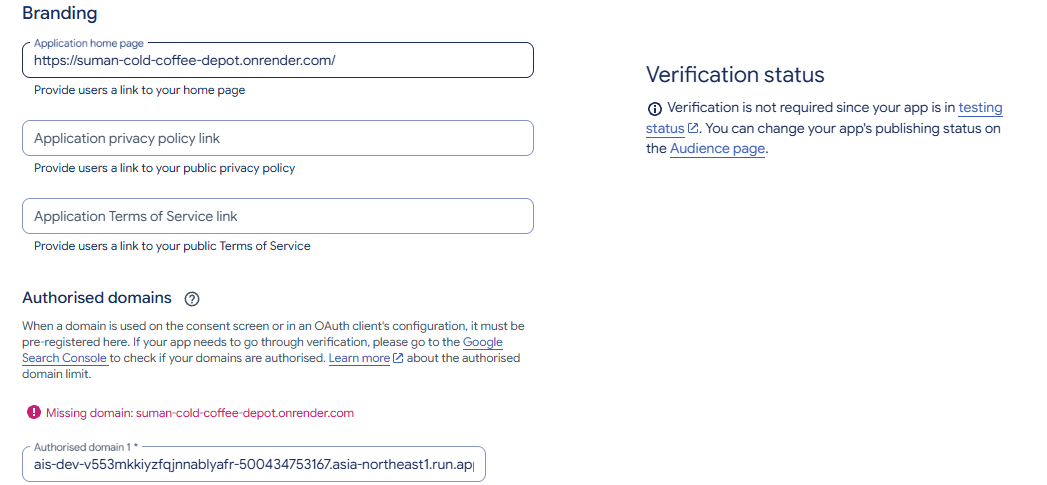 Branding
Application home page
https://suman-cold-coffee-depot.onrender.com/
Provide users a link to your home page
Application privacy policy link
Provide users a link to your public privacy policy
Application Terms of Service link
Provide users a link to your public Terms of Service
Authorised domains
When a domain is used on the consent screen or in an OAuth client's configuration, it must be
pre-registered here. If your app needs to go through verification, please go to the Google
Search Console to check if your domains are authorised. Learn more about the authorised
domain limit.
Missing domain: suman-cold-coffee-depot.onrender.com
Authorised domain 1 *
ais-dev-v553mkkiyzfqjnnablyafr-500434753167.asia-northeast1.run.app
Verification status
Verification is not required since your app is in testing
status. You can change your app's publishing status on
the Audience page.